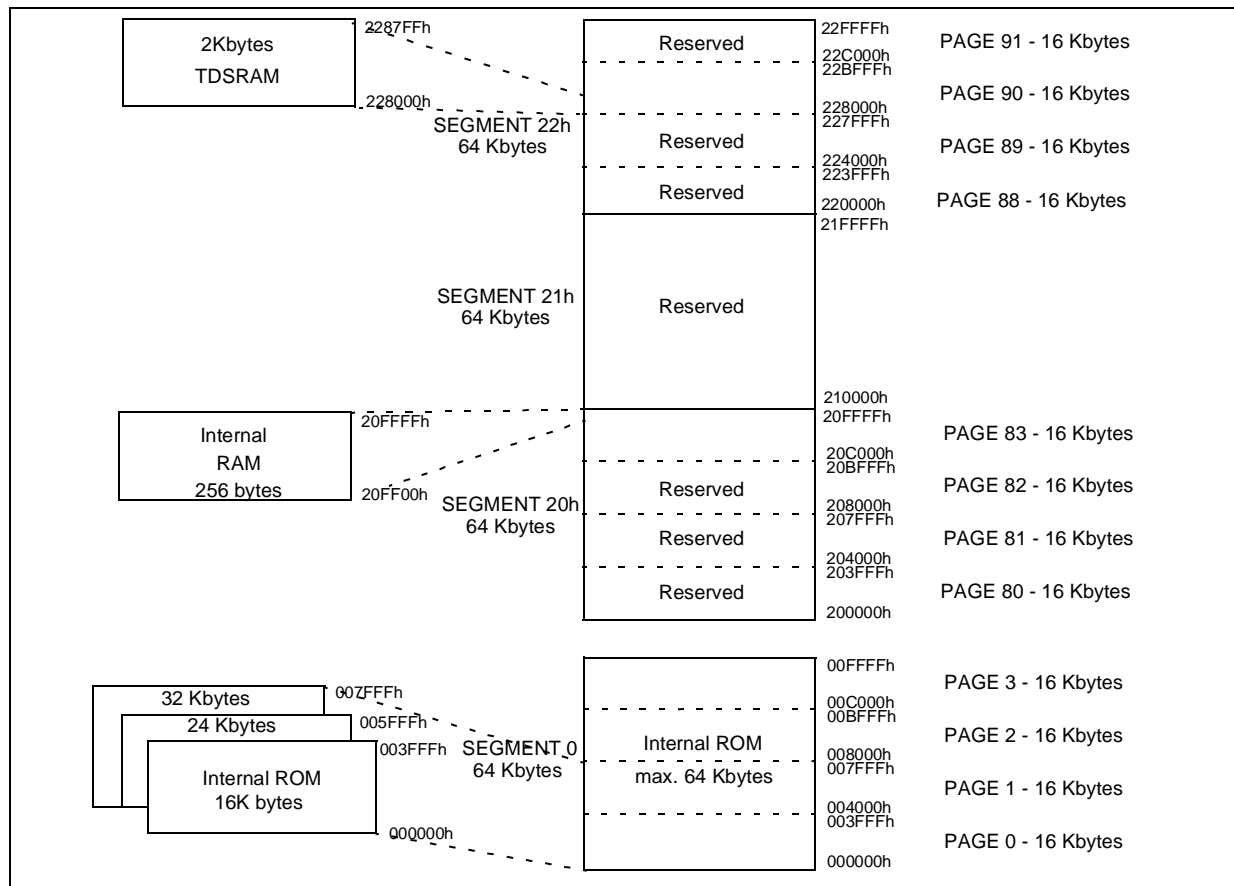 2Kbytes
TDSRAM
2287FFh
228000h
SEGMENT 22h
64 Kbytes
Reserved
Reserved
Reserved
22FFFFh
22C000h
22BFFFh
228000h
227FFFh
224000h
223FFFh
220000h
21FFFFh
PAGE 91 - 16 Kbytes
PAGE 90 - 16 Kbytes
PAGE 89 - 16 Kbytes
PAGE 88 - 16 Kbytes
SEGMENT 21h
64 Kbytes
Reserved
210000h
20FFFFh
Internal
RAM
256 bytes
20FFFFh
20FF00h
SEGMENT 20h
64 Kbytes
Reserved
Reserved
Reserved
20C000h
20BFFFh
208000h
207FFFh
204000h
203FFFh
200000h
PAGE 83 - 16 Kbytes
PAGE 82 - 16 Kbytes
PAGE 81 - 16 Kbytes
PAGE 80 - 16 Kbytes
32 Kbytes
007FFFh
24 Kbytes
005FFFh
003FFFh
Internal ROM
16K bytes
000000h
SEGMENT 0
64 Kbytes
Internal ROM
max. 64 Kbytes
00FFFFh
00C000h
00BFFFh
008000h
007FFFh
004000h
003FFFh
000000h
PAGE 3 - 16 Kbytes
PAGE 2 - 16 Kbytes
PAGE 1 - 16 Kbytes
PAGE 0 - 16 Kbytes